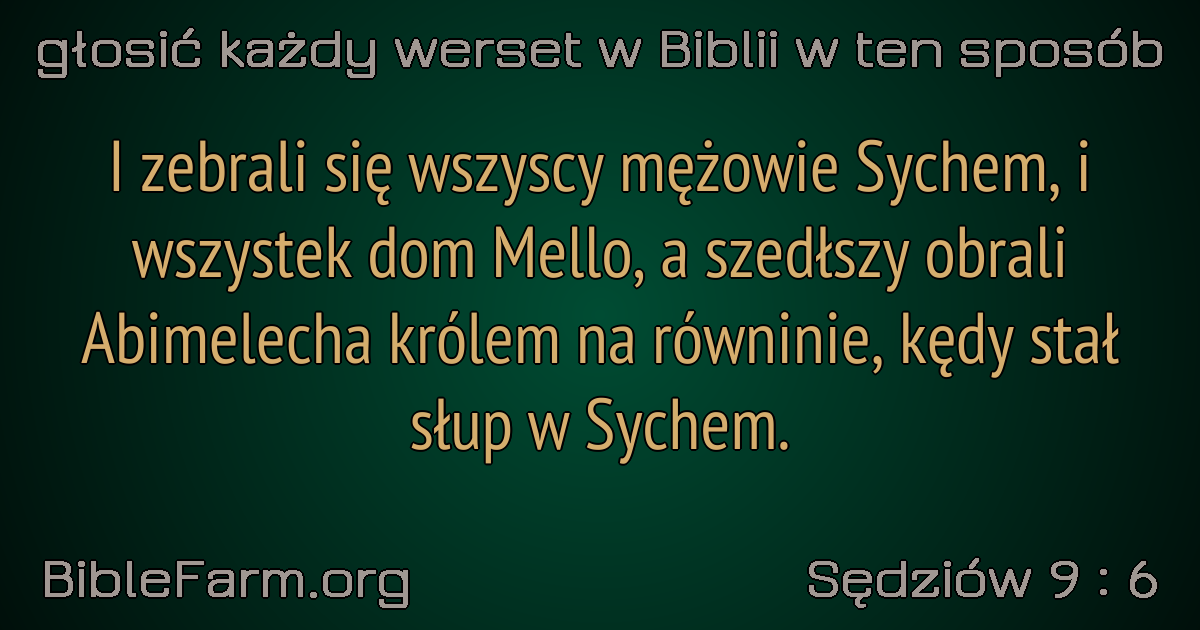 głosić każdy werset w Biblii w ten sposób
I zebrali się wszyscy mężowie Sychem, i
wszystek dom Mello, a szedłszy obrali
Abimelecha królem na równinie, kędy stał
słup w Sychem.
BibleFarm.org
Sędziów 9 : 6